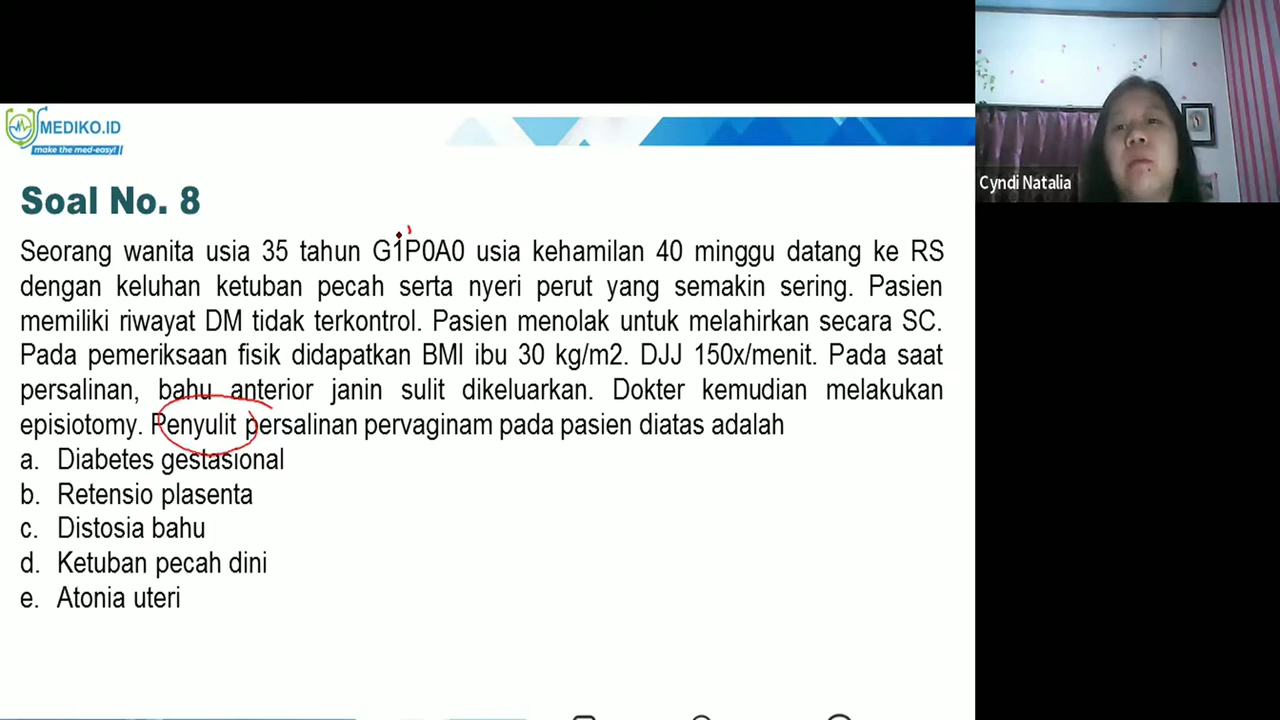 MEDIKO.ID
make the med-easy! ||
Cyndi Natalia
Soal No. 8
Seorang wanita usia 35 tahun G1P0A0 usia kehamilan 40 minggu datang ke RS
dengan keluhan ketuban pecah serta nyeri perut yang semakin sering. Pasien
memiliki riwayat DM tidak terkontrol. Pasien menolak untuk melahirkan secara SC.
Pada pemeriksaan fisik didapatkan BMI ibu 30 kg/m2. DJJ 150x/menit. Pada saat
persalinan, bahu anterior janin sulit dikeluarkan. Dokter kemudian melakukan
episiotomy. Penyulit persalinan pervaginam pada pasien diatas adalah
a. Diabetes gestasional
b. Retensio plasenta
c. Distosia bahu
d. Ketuban pecah dini
e. Atonia uteri